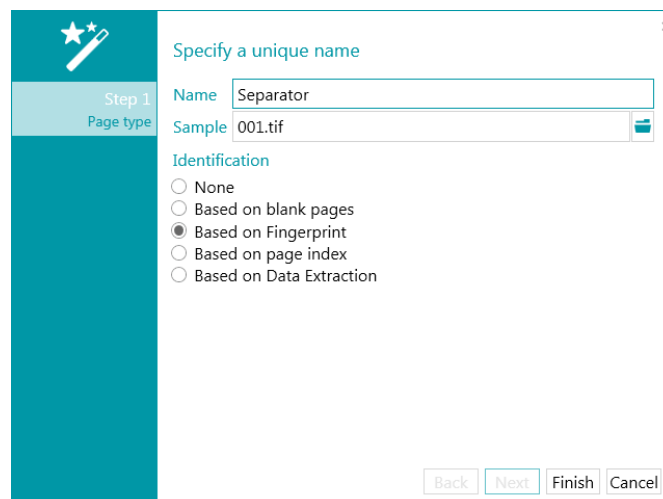 Specify a unique name
Step 1
Page type
Name Separator
Sample 001.tif
Identification
None
Based on blank pages
Based on Fingerprint
Based on page index
Based on Data Extraction
Back Next Finish Cancel